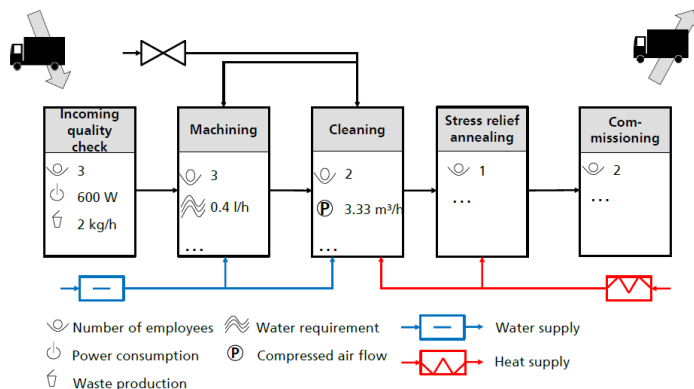 Incoming
quality
check
3
600 W
2 kg/h
Machining
3
0.4 l/h
...
Cleaning
2
P
3.33 m³/h
...
Stress relief
annealing
1
...
Com-
missioning
2
...
Number of employees
Power consumption
Waste production
Water requirement
P
Compressed air flow
Water supply
Heat supply